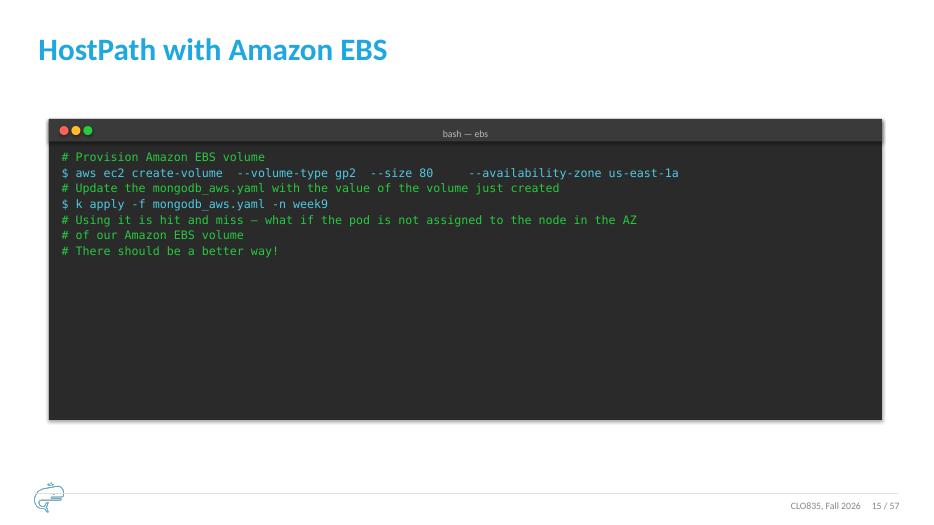 HostPath with Amazon EBS
bash — ebs
# Provision Amazon EBS volume
$ aws ec2 create-volume  --volume-type gp2  --size 80     --availability-zone us-east-1a
# Update the mongodb_aws.yaml with the value of the volume just created
$ k apply -f mongodb_aws.yaml -n week9
# Using it is hit and miss – what if the pod is not assigned to the node in the AZ
# of our Amazon EBS volume
# There should be a better way!
CLO835, Fall 2026    15 / 57